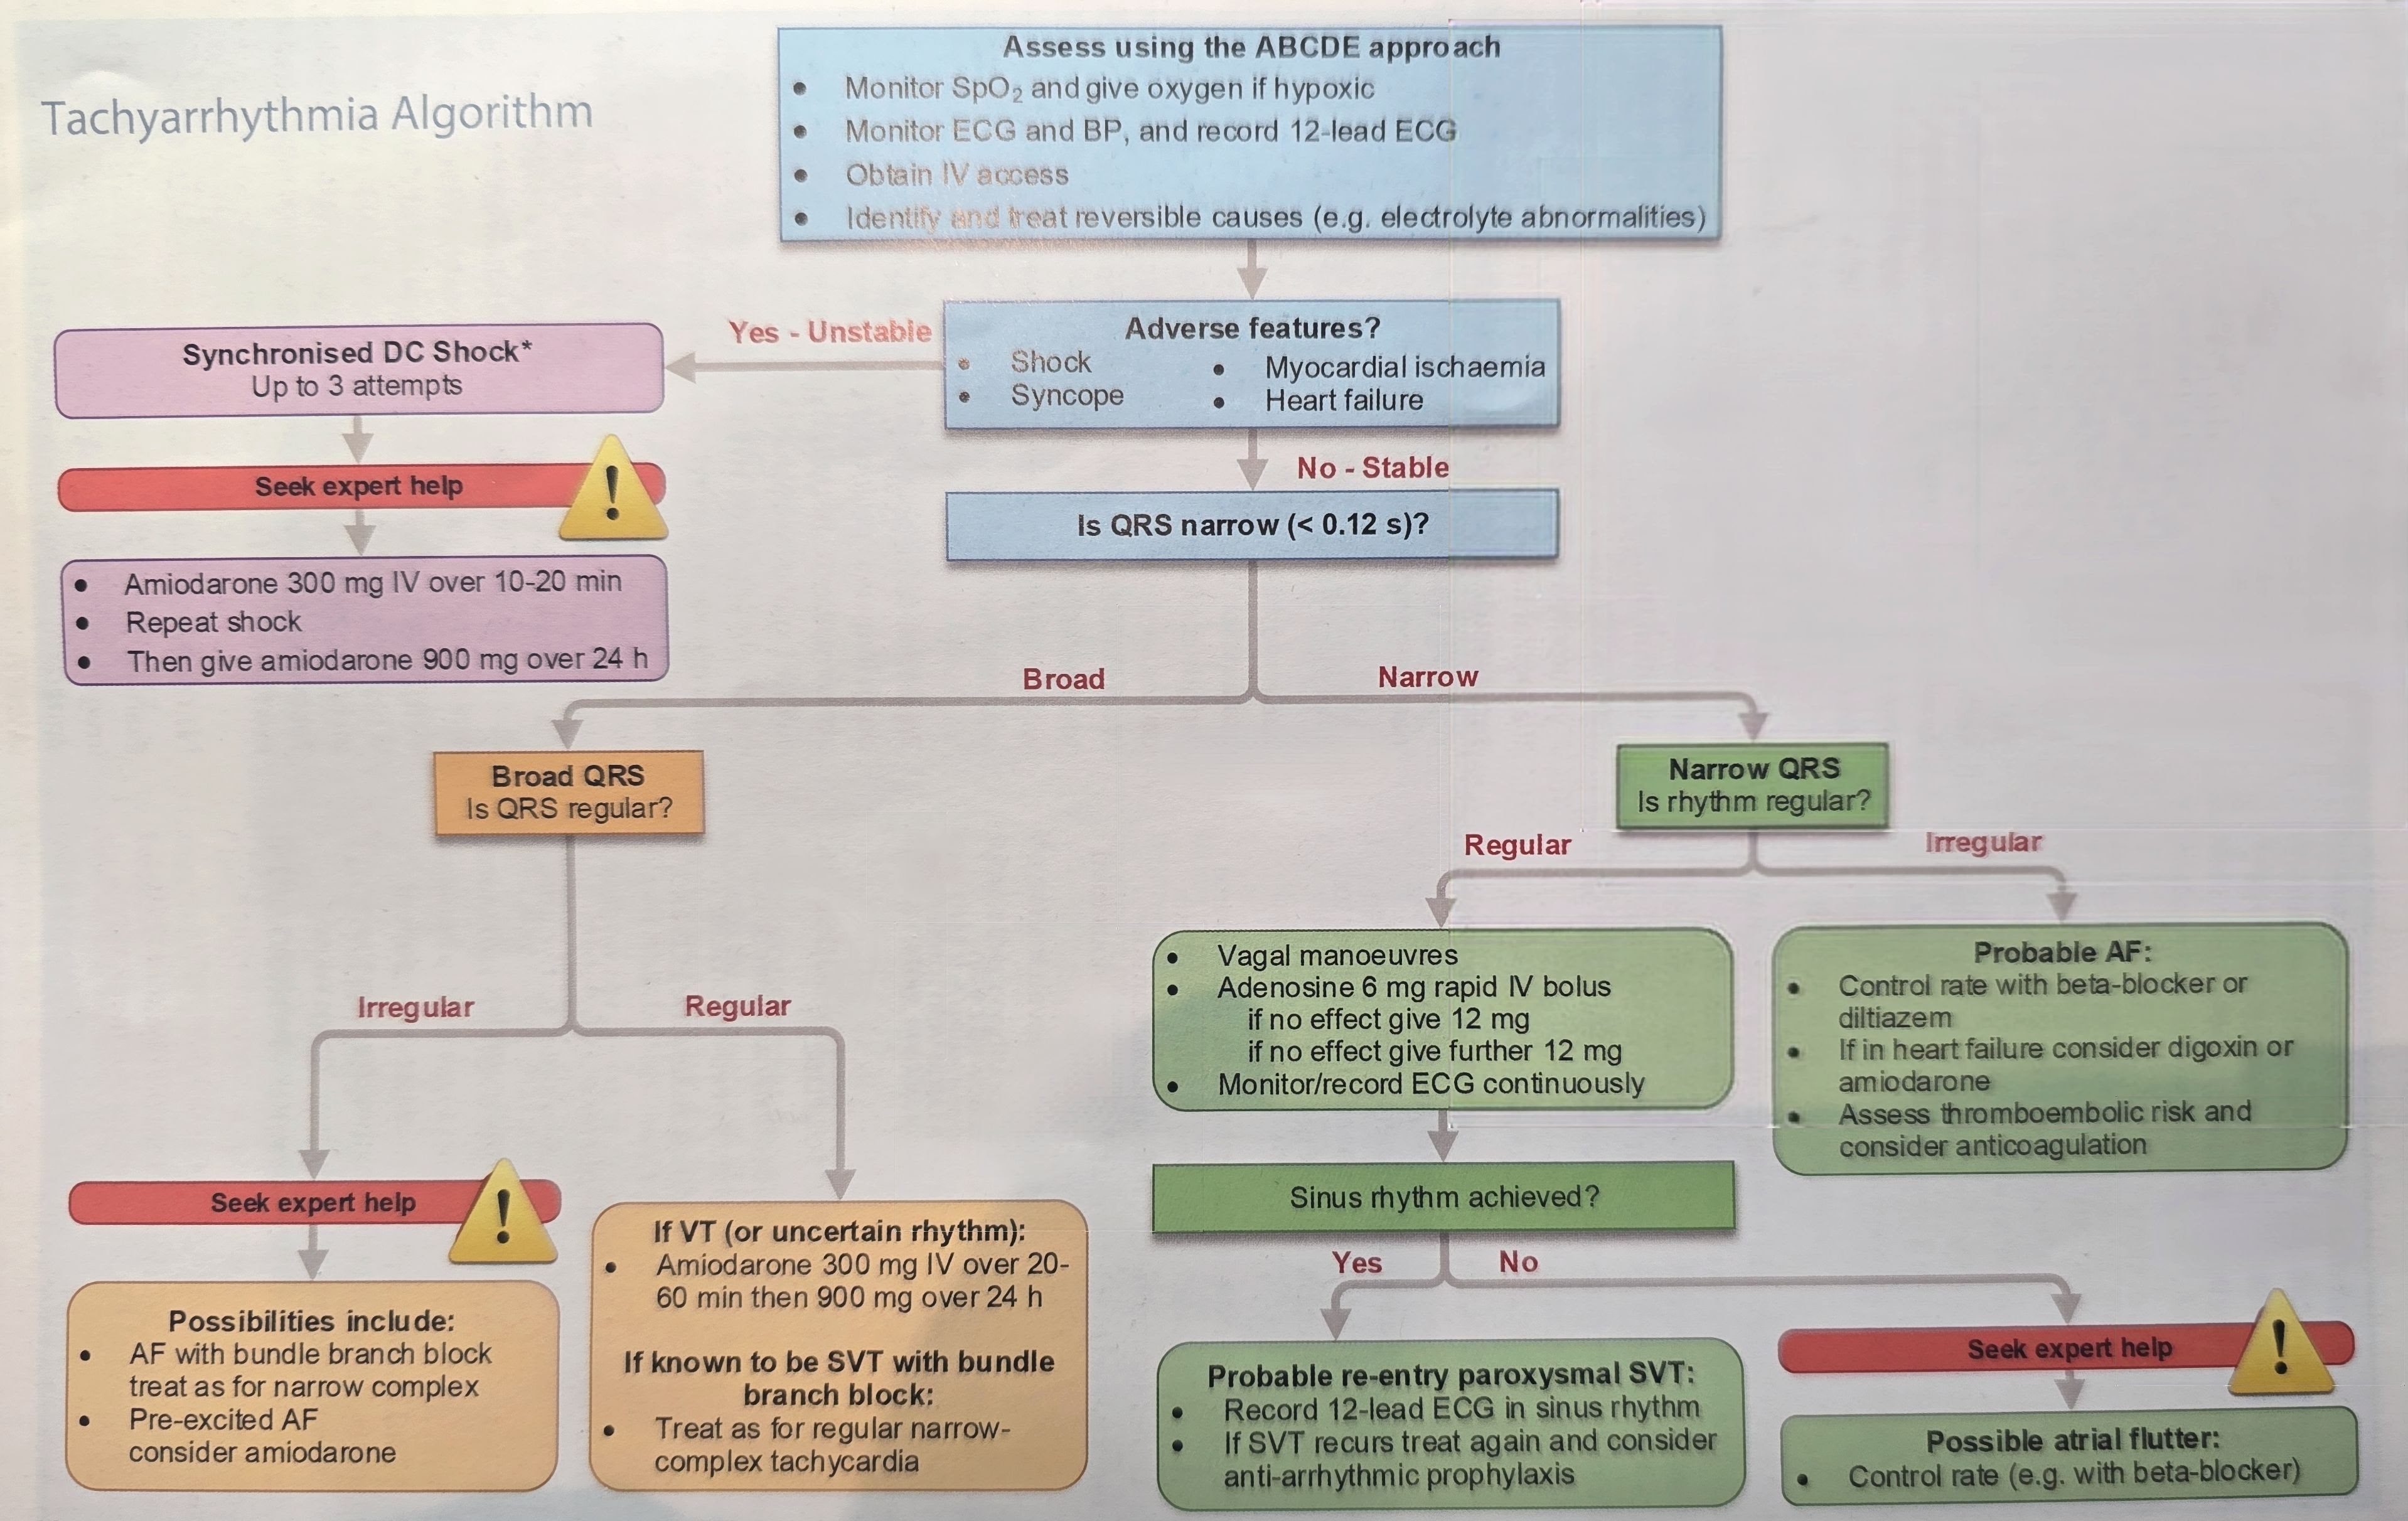 Tachyarrhythmia Algorithm
Assess using the ABCDE approach
• Monitor SpO₂ and give oxygen if hypoxic
• Monitor ECG and BP, and record 12-lead ECG
• Obtain IV access
• Identify and treat reversible causes (e.g. electrolyte abnormalities)
Adverse features?
• Shock
• Syncope
• Myocardial ischaemia
• Heart failure
Yes - Unstable
Synchronised DC Shock*
Up to 3 attempts
Seek expert help
!
• Amiodarone 300 mg IV over 10-20 min
• Repeat shock
• Then give amiodarone 900 mg over 24 h
No - Stable
Is QRS narrow (< 0.12 s)?
Broad
Narrow
Broad QRS
Is QRS regular?
Irregular
Regular
Seek expert help
!
Possibilities include:
• AF with bundle branch block
treat as for narrow complex
• Pre-excited AF
consider amiodarone
If VT (or uncertain rhythm):
• Amiodarone 300 mg IV over 20-
60 min then 900 mg over 24 h
If known to be SVT with bundle
branch block:
• Treat as for regular narrow-
complex tachycardia
Narrow QRS
Is rhythm regular?
Regular
Irregular
• Vagal manoeuvres
• Adenosine 6 mg rapid IV bolus
if no effect give 12 mg
if no effect give further 12 mg
• Monitor/record ECG continuously
Probable AF:
• Control rate with beta-blocker or
diltiazem
• If in heart failure consider digoxin or
amiodarone
• Assess thromboembolic risk and
consider anticoagulation
Sinus rhythm achieved?
Yes
No
Probable re-entry paroxysmal SVT:
• Record 12-lead ECG in sinus rhythm
• If SVT recurs treat again and consider
anti-arrhythmic prophylaxis
Seek expert help
!
Possible atrial flutter:
• Control rate (e.g. with beta-blocker)